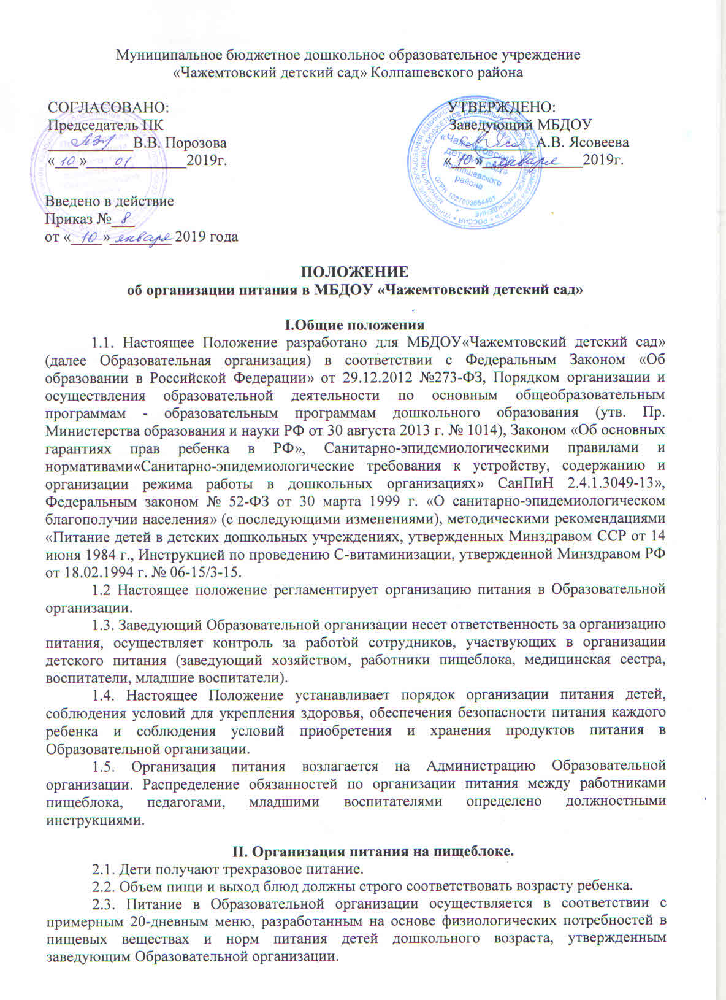 Муниципальное бюджетное дошкольное образовательное учреждение
«Чажемтовский детский сад» Колпашевского района
СОГЛАСОВАНО: УТВЕРЖДЕНО:
Председатель ПК Заведующий МБДОУ
___________В.В. Порозова ___________А.В. Ясовеева
«_10_»____01_________2019г. «_10_»_января____________2019г.
«Чажемтовский
детский сад»
Колпашевского
района
Введено в действие
Приказ №_8_
от «_10_»_января_ 2019 года
ПОЛОЖЕНИЕ
об организации питания в МБДОУ «Чажемтовский детский сад»
I.Общие положения
1.1. Настоящее Положение разработано для МБДОУ«Чажемтовский детский сад»
(далее Образовательная организация) в соответствии с Федеральным Законом «Об
образовании в Российской Федерации» от 29.12.2012 №273-ФЗ, Порядком организации и
осуществления образовательной деятельности по основным общеобразовательным
программам - образовательным программам дошкольного образования (утв. Пр.
Министерства образования и науки РФ от 30 августа 2013 г. № 1014), Законом «Об основных
гарантиях прав ребенка в РФ», Санитарно-эпидемиологическими правилами и
нормативами«Санитарно-эпидемиологические требования к устройству, содержанию и
организации режима работы в дошкольных организациях» СанПиН 2.4.1.3049-13»,
Федеральным законом № 52-ФЗ от 30 марта 1999 г. «О санитарно-эпидемиологическом
благополучии населения» (с последующими изменениями), методическими рекомендациями
«Питание детей в детских дошкольных учреждениях, утвержденных Минздравом ССР от 14
июня 1984 г., Инструкцией по проведению С-витаминизации, утвержденной Минздравом РФ
от 18.02.1994 г. № 06-15/3-15.
1.2 Настоящее положение регламентирует организацию питания в Образовательной
организации.
1.3. Заведующий Образовательной организации несет ответственность за организацию
питания, осуществляет контроль за работой сотрудников, участвующих в организации
детского питания (заведующий хозяйством, работники пищеблока, медицинская сестра,
воспитатели, младшие воспитатели).
1.4. Настоящее Положение устанавливает порядок организации питания детей,
соблюдения условий для укрепления здоровья, обеспечения безопасности питания каждого
ребенка и соблюдения условий приобретения и хранения продуктов питания в
Образовательной организации.
1.5. Организация питания возлагается на Администрацию Образовательной
организации. Распределение обязанностей по организации питания между работниками
пищеблока, педагогами, младшими воспитателями определено должностными
инструкциями.
II. Организация питания на пищеблоке.
2.1. Дети получают трехразовое питание.
2.2. Объем пищи и выход блюд должны строго соответствовать возрасту ребенка.
2.3. Питание в Образовательной организации осуществляется в соответствии с
примерным 20-дневным меню, разработанным на основе физиологических потребностей в
пищевых веществах и норм питания детей дошкольного возраста, утвержденным
заведующим Образовательной организации.